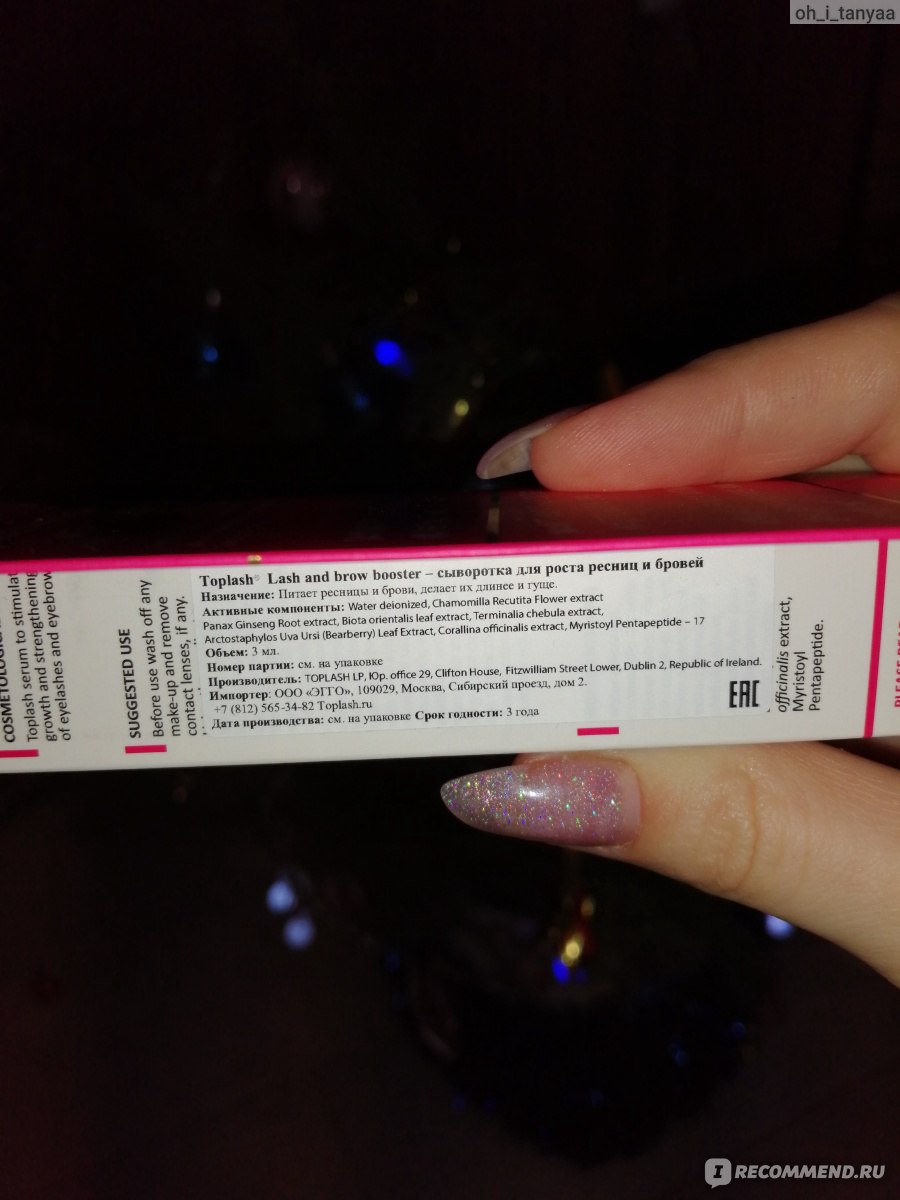 oh_i_tanyaa
Toplash serum to stimulat
growth and strengthening
of eyelashes and eyebrow
SUGGESTED USE
Before use wash off any
make-up and remove
contact lenses, if any.
Toplash® Lash and brow booster – сыворотка для роста ресниц и бровей
Назначение: Питает ресницы и брови, делает их длинее и гуще.
Активные компоненты: Water deionized, Chamomilla Recutita Flower extract
Panax Ginseng Root extract, Biota orientalis leaf extract, Terminalia chebula extract,
Arctostaphylos Uva Ursi (Bearberry) Leaf Extract, Corallina officinalis extract, Myristoyl Pentapeptide – 17
Объем: 3 мл.
Номер партии: см. на упаковке
Производитель: TOPLASH LP, Юр. office 29, Clifton House, Fitzwilliam Street Lower, Dublin 2, Republic of Ireland.
Импортер: ООО «ЭГГО», 109029, Москва, Сибирский проезд, дом 2.
+7 (812) 565-34-82 Toplash.ru
Дата производства: см. на упаковке Срок годности: 3 года
EAC
officinalis extract,
Myristoyl
Pentapeptide.
IRECOMMEND.RU